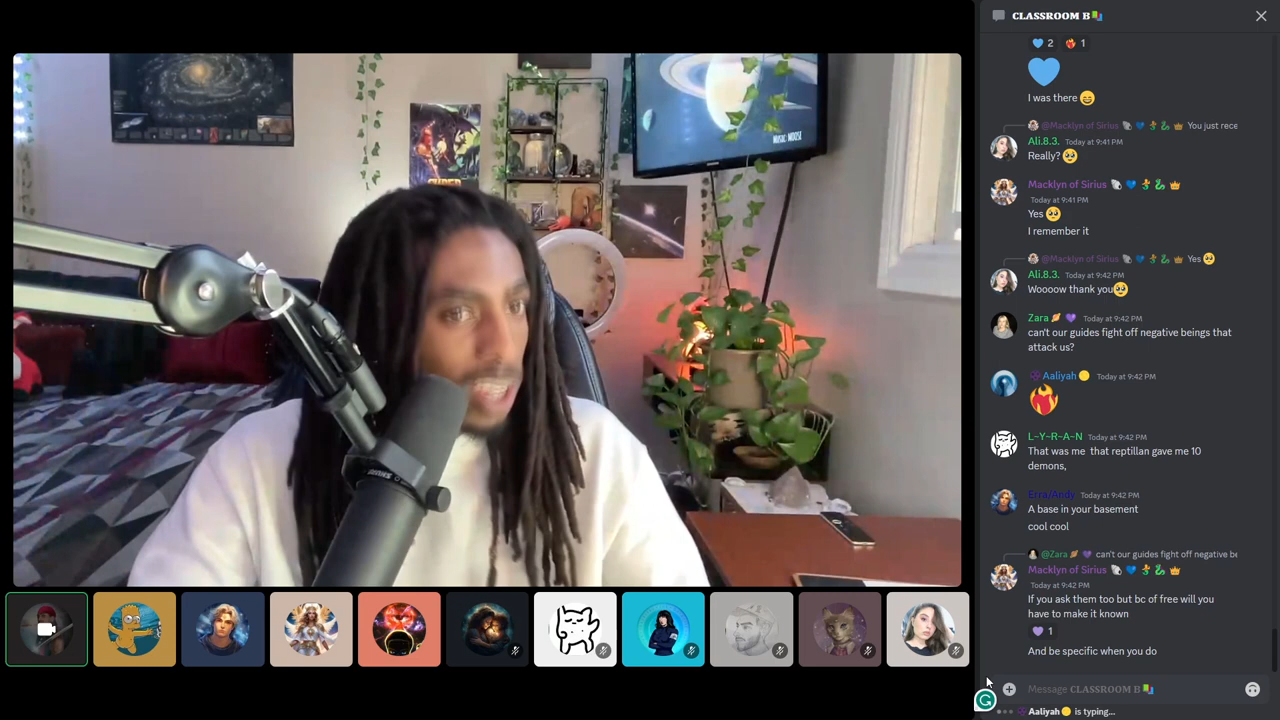 CLASSROOM B
2 1
I was there
@Macklyn of Sirius You just rece
Ali.8.3. Today at 9:41 PM
Really?
Macklyn of Sirius
Today at 9:41 PM
Yes
I remember it
@Macklyn of Sirius Yes
Ali.8.3. Today at 9:42 PM
Woooow thank you
Zara Today at 9:42 PM
can't our guides fight off negative beings that
attack us?
Aaliyah Today at 9:42 PM
L~Y~R~A~N Today at 9:42 PM
That was me that reptillan gave me 10
demons,
Erra/Andy Today at 9:42 PM
A base in your basement
cool cool
@Zara can't our guides fight off negative be
Macklyn of Sirius
Today at 9:42 PM
If you ask them too but bc of free will you
have to make it known
1
And be specific when you do
Message CLASSROOM B
Aaliyah is typing...
MUSIC: MOOSE
SHURE